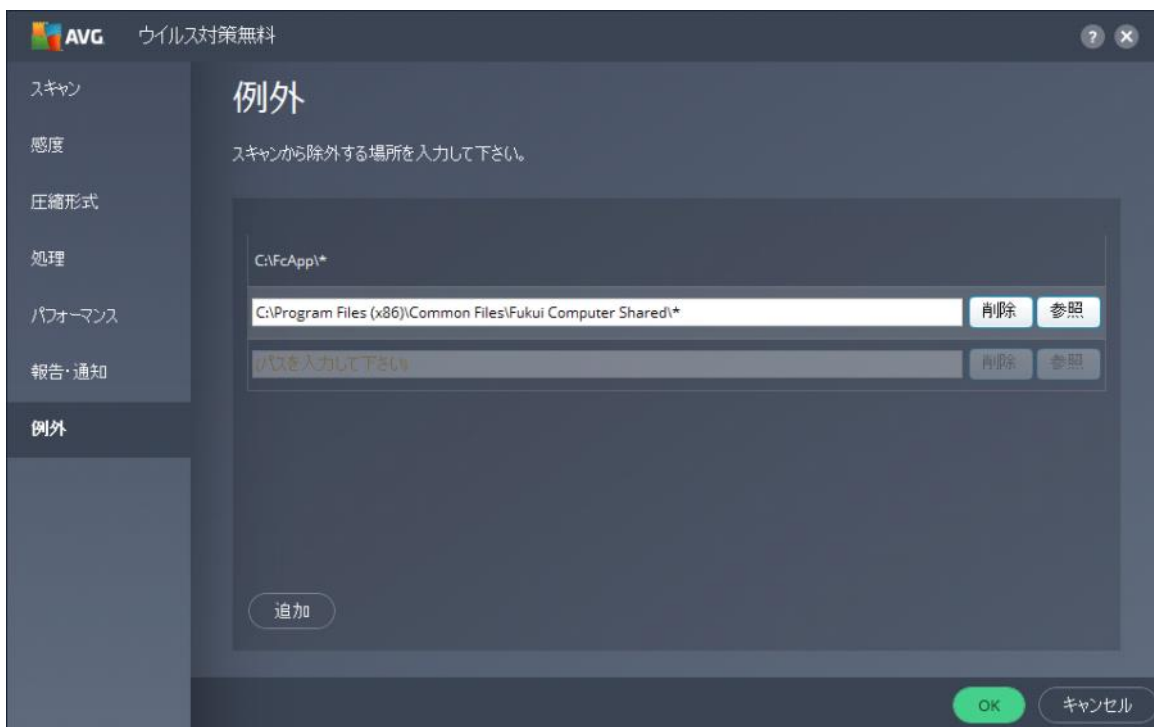 AVG ウイルス対策無料 ? ×
スキャン
感度
圧縮形式
処理
パフォーマンス
報告・通知
例外
例外
スキャンから除外する場所を入力して下さい。
C:\FcApp\*
C:\Program Files (x86)\Common Files\Fukui Computer Shared\* 削除 参照
(パスを入力して下さい) 削除 参照
追加
OK キャンセル